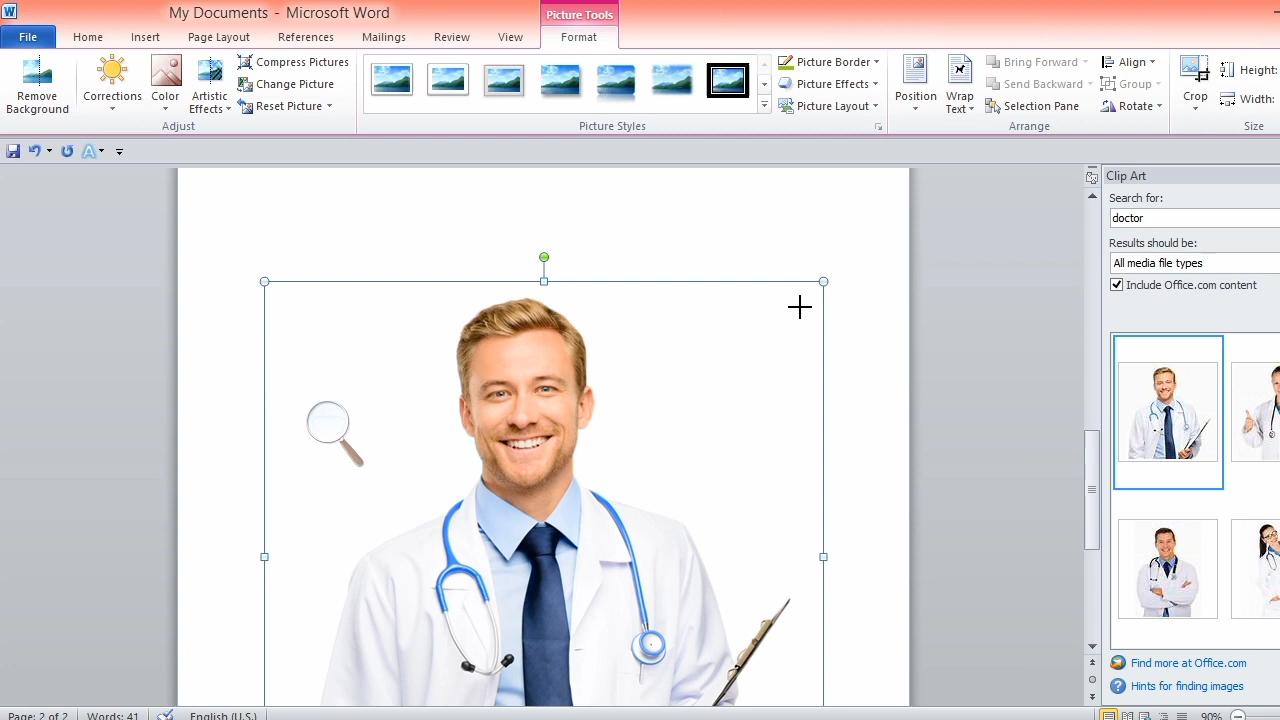 My Documents - Microsoft Word
Picture Tools
File Home Insert Page Layout References Mailings Review View Format
Remove Background
Corrections
Color
Artistic Effects
Compress Pictures
Change Picture
Reset Picture
Adjust
Picture Styles
Picture Border
Picture Effects
Picture Layout
Position
Wrap Text
Bring Forward
Send Backward
Selection Pane
Align
Group
Rotate
Arrange
Crop
Height:
Width:
Size
Clip Art
Search for:
doctor
Results should be:
All media file types
Include Office.com content
Find more at Office.com
Hints for finding images
Page: 2 of 2 Words: 41 English (U.S.) 90%